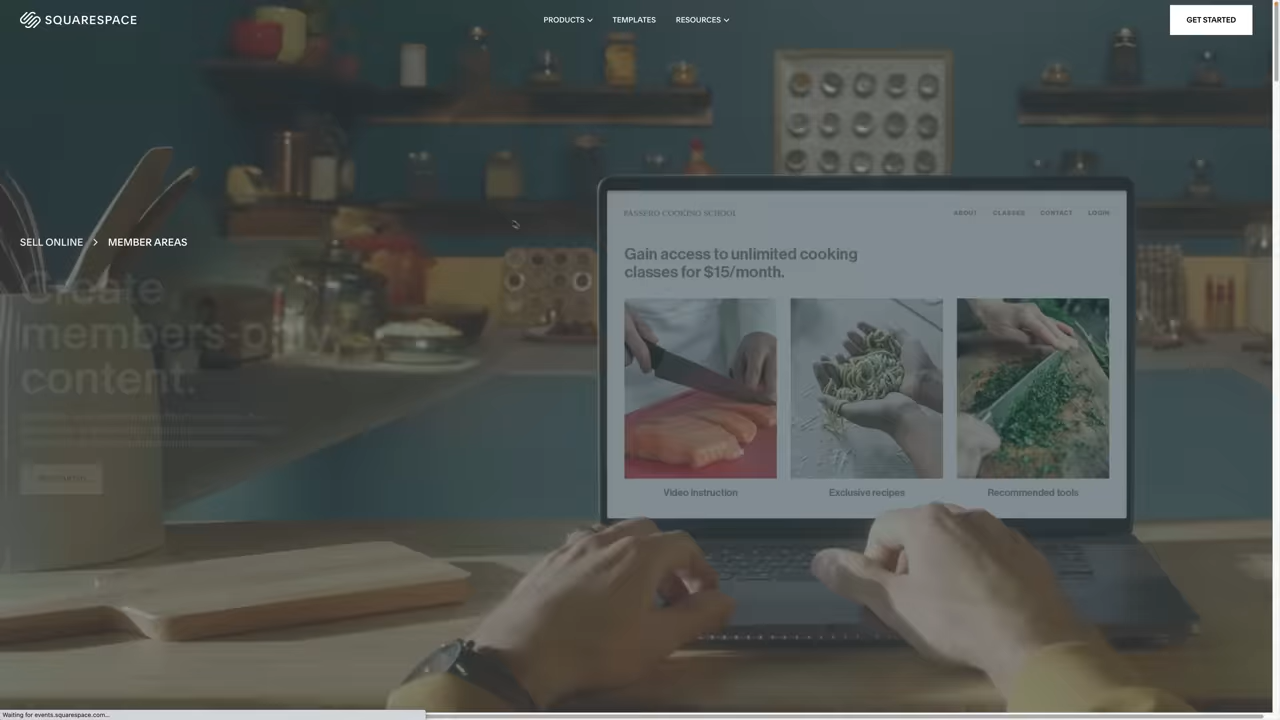 SQUARESPACE
PRODUCTS
TEMPLATES
RESOURCES
GET STARTED
SELL ONLINE
MEMBER AREAS
Create
members-only
content.
PASSERO COOKING SCHOOL
ABOUT
CLASSES
CONTACT
LOGIN
Gain access to unlimited cooking
classes for $15/month.
Video instruction
Exclusive recipes
Recommended tools
Waiting for events.squarespace.com...